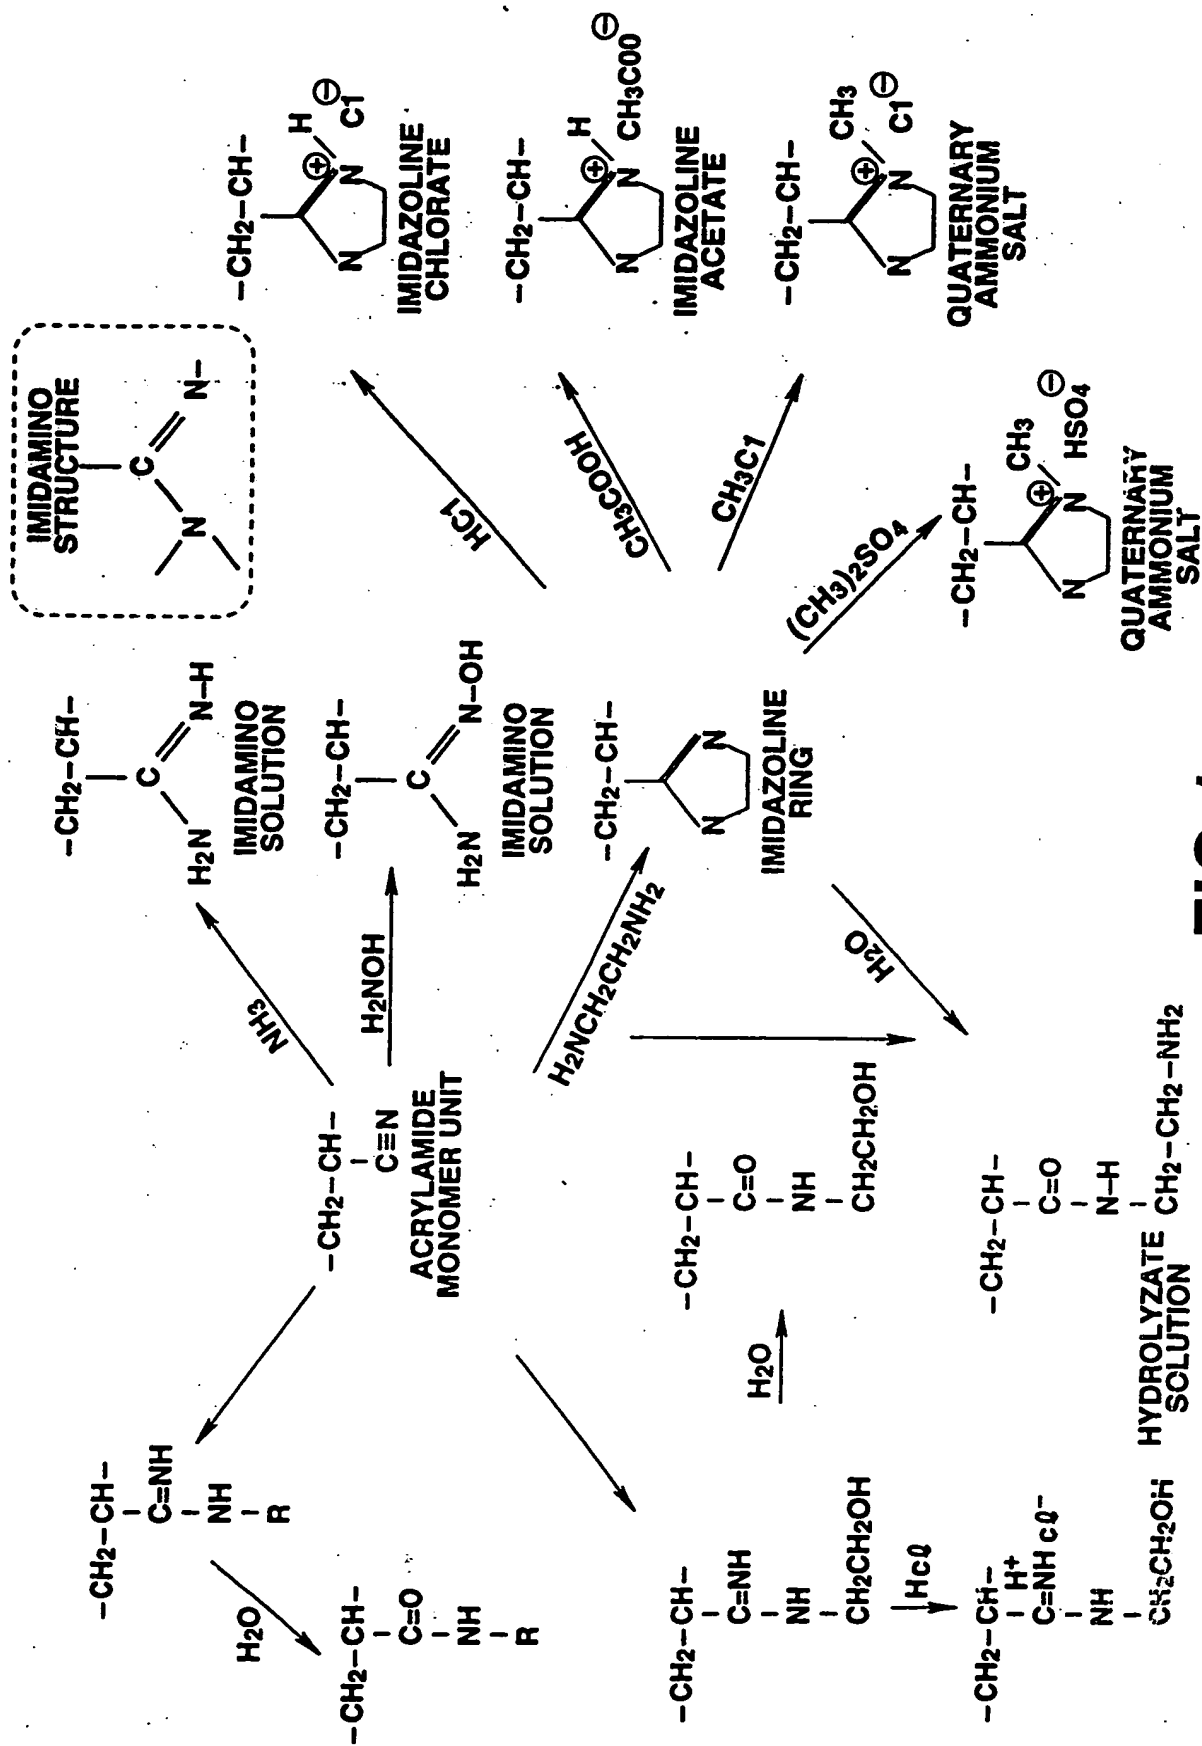 -CH2-CH-
C=NH
NH
R
H2O
-CH2-CH-
C=O
NH
R
-CH2-CH-
C≡N
ACRYLAMIDE
MONOMER UNIT
NH3
-CH2-CH-
C
H2N
N-H
IMIDAMINO
SOLUTION
IMIDAMINO
STRUCTURE
C
N
N-
H2NOH
-CH2-CH-
C
H2N
N-OH
IMIDAMINO
SOLUTION
H2NCH2CH2NH2
-CH2-CH-
N
N
IMIDAZOLINE
RING
HC1
-CH2-CH-
⊕
H
N
N
⊖
C1
IMIDAZOLINE
CHLORATE
CH3COOH
-CH2-CH-
⊕
H
N
N
⊖
CH3COO
IMIDAZOLINE
ACETATE
CH3C1
-CH2-CH-
⊕
CH3
N
N
⊖
C1
QUATERNARY
AMMONIUM
SALT
(CH3)2SO4
-CH2-CH-
⊕
CH3
N
N
⊖
HSO4
QUATERNARY
AMMONIUM
SALT
-CH2-CH-
C=NH
NH
CH2CH2OH
H2O
-CH2-CH-
C=O
NH
CH2CH2OH
HCl
-CH2-CH-
H+
C=NH Cl-
NH
CH2CH2OH
H2O
-CH2-CH-
C=O
N-H
CH2-CH2-NH2
HYDROLYZATE
SOLUTION